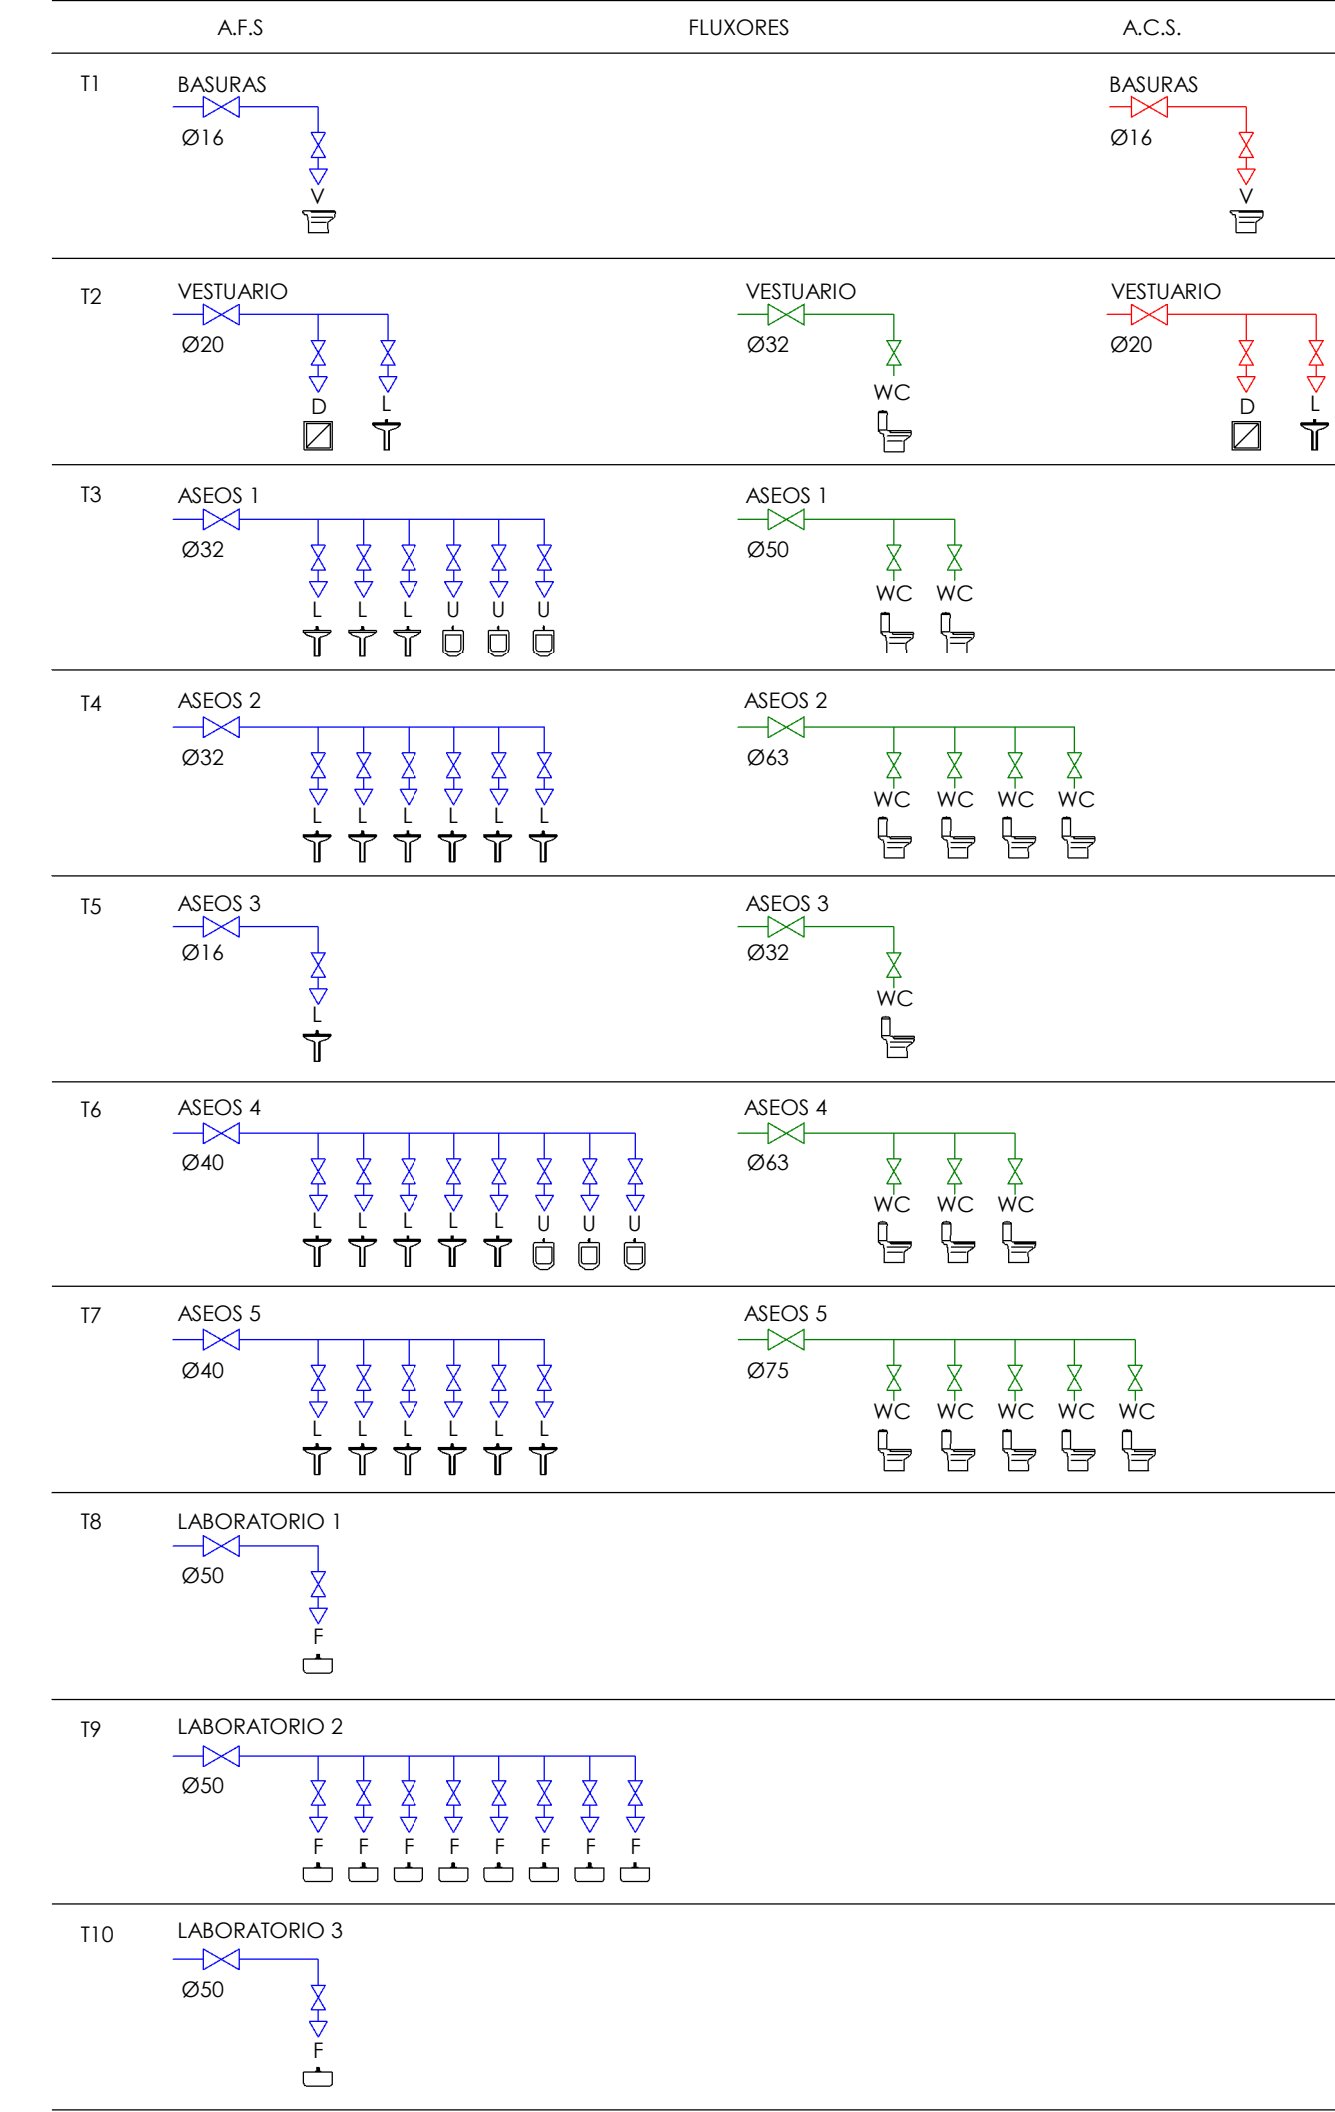 A.F.S FLUXORES A.C.S.
T1 BASURAS BASURAS
Ø16 Ø16
V V
T2 VESTUARIO VESTUARIO VESTUARIO
Ø20 Ø32 Ø20
D L WC D L
T3 ASEOS 1 ASEOS 1
Ø32 Ø50
L L L U U U WC WC
T4 ASEOS 2 ASEOS 2
Ø32 Ø63
L L L L L L WC WC WC WC
T5 ASEOS 3 ASEOS 3
Ø16 Ø32
L WC
T6 ASEOS 4 ASEOS 4
Ø40 Ø63
L L L L L U U U WC WC WC
T7 ASEOS 5 ASEOS 5
Ø40 Ø75
L L L L L L WC WC WC WC WC
T8 LABORATORIO 1
Ø50
F
T9 LABORATORIO 2
Ø50
F F F F F F F F
T10 LABORATORIO 3
Ø50
F